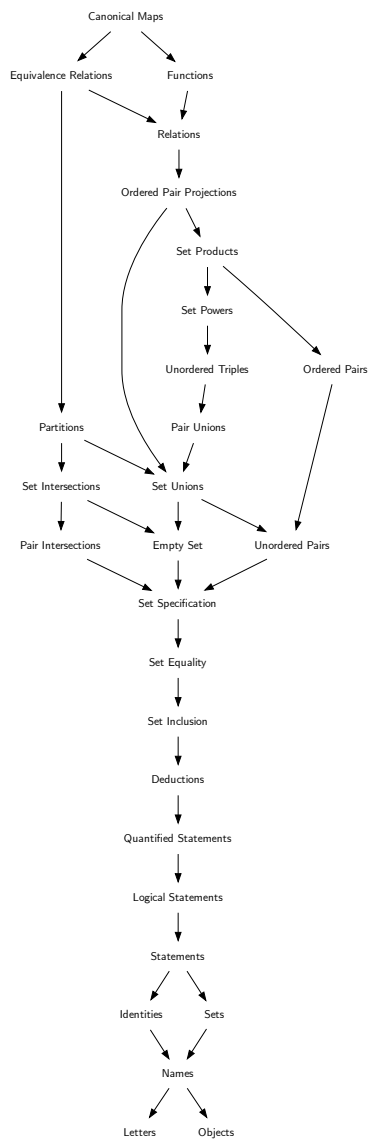 Canonical Maps
Equivalence Relations
Functions
Relations
Ordered Pair Projections
Set Products
Set Powers
Unordered Triples
Ordered Pairs
Partitions
Pair Unions
Set Intersections
Set Unions
Pair Intersections
Empty Set
Unordered Pairs
Set Specification
Set Equality
Set Inclusion
Deductions
Quantified Statements
Logical Statements
Statements
Identities
Sets
Names
Letters
Objects